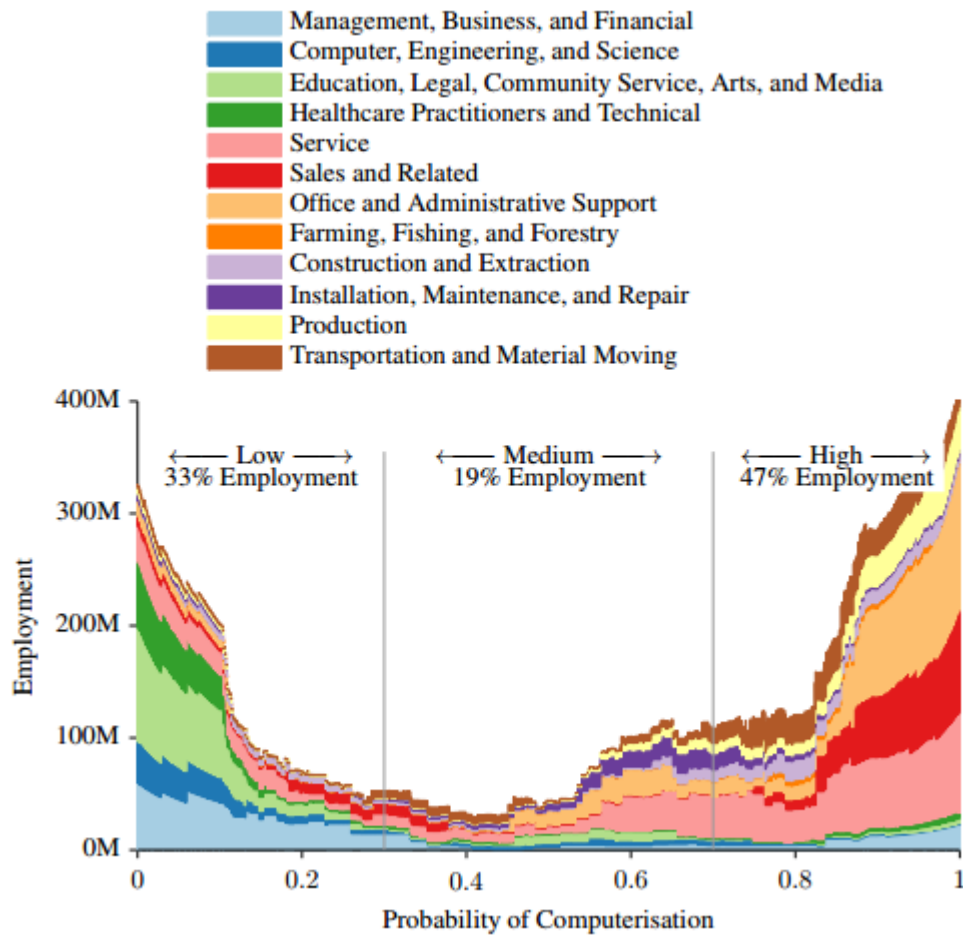 Management, Business, and Financial
Computer, Engineering, and Science
Education, Legal, Community Service, Arts, and Media
Healthcare Practitioners and Technical
Service
Sales and Related
Office and Administrative Support
Farming, Fishing, and Forestry
Construction and Extraction
Installation, Maintenance, and Repair
Production
Transportation and Material Moving
400M
← Low →
33% Employment
← Medium →
19% Employment
← High →
47% Employment
300M
200M
100M
0M
Employment
0 0.2 0.4 0.6 0.8 1
Probability of Computerisation